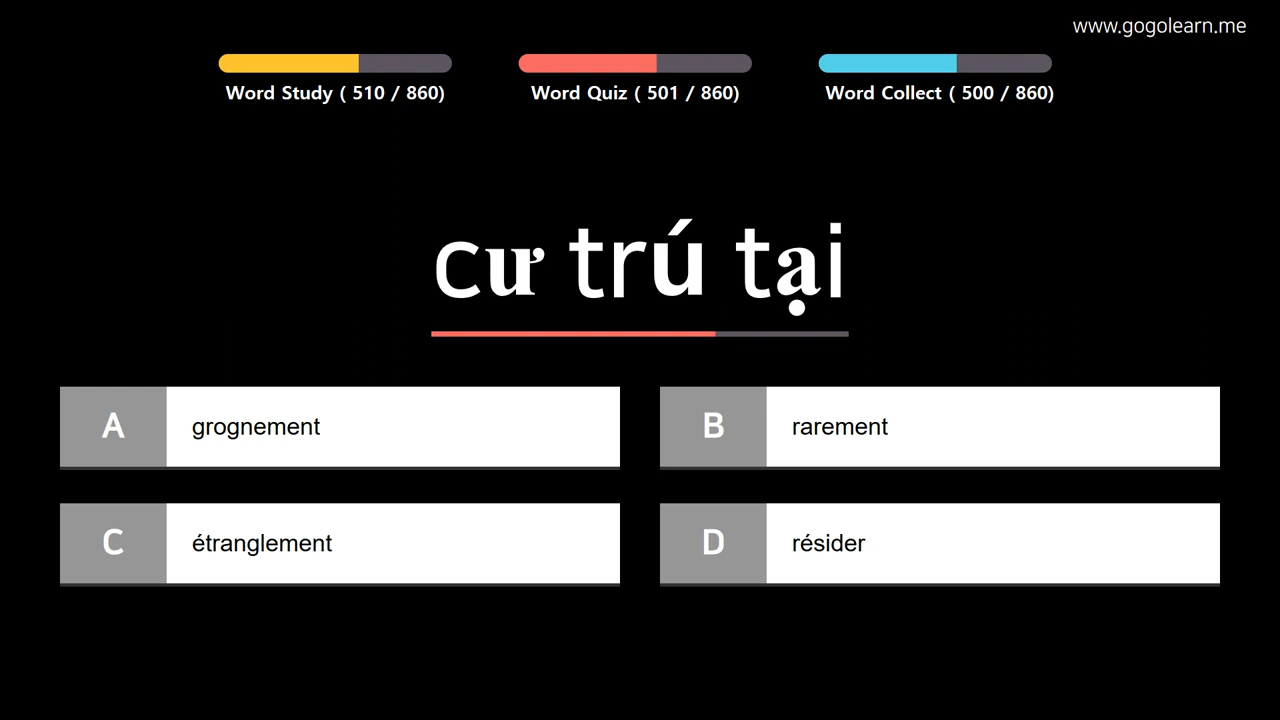 www.gogolearn.me
Word Study ( 510 / 860)
Word Quiz ( 501 / 860)
Word Collect ( 500 / 860)
cư trú tại
A grognement
B rarement
C étranglement
D résider